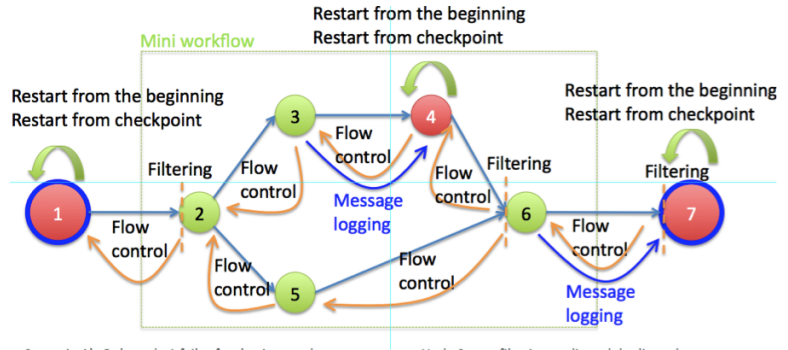 Restart from the beginning
Restart from checkpoint
Mini workflow
Restart from the beginning
Restart from checkpoint
Restart from the beginning
Restart from checkpoint
3
4
Flow
control
Filtering
Flow
control
Flow
control
Filtering
Filtering
Message
logging
1
2
6
7
Flow
control
Flow
control
Flow
control
Flow
control
5
Message
logging